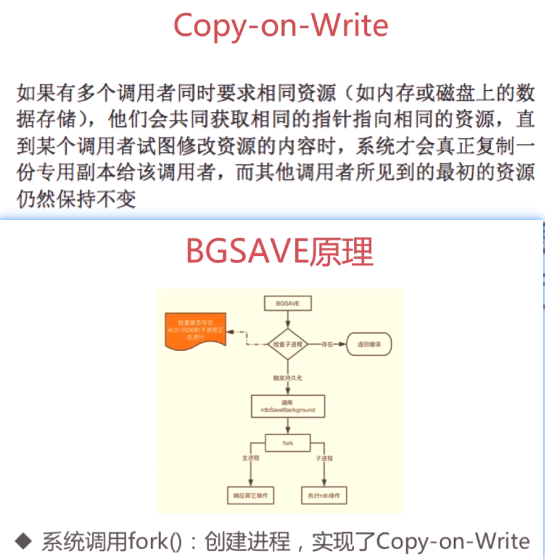 Copy-on-Write
如果有多个调用者同时要求相同资源（如内存或磁盘上的数
据存储），他们会共同获取相同的指针指向相同的资源，直
到某个调用者试图修改资源的内容时，系统才会真正复制一
份专用副本给该调用者，而其他调用者所见到的最初的资源
仍然保持不变
BGSAVE原理
BGSAVE
检查是否存在
AOF/RDB的子进程正
在进行
检查子进程
存在
返回错误
触发持久化
调用
rdbSaveBackground
fork
主进程
子进程
响应其它操作
执行rdb操作
◆ 系统调用fork()：创建进程，实现了Copy-on-Write